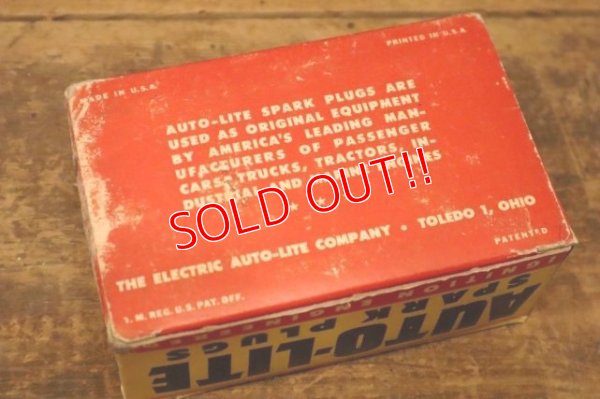 MADE IN U.S.A.
PRINTED IN U.S.A.
AUTO-LITE SPARK PLUGS ARE
USED AS ORIGINAL EQUIPMENT
BY AMERICA'S LEADING MAN-
UFACEURERS OF PASSENGER
CARS, TRUCKS, TRACTORS, IN-
SOLD OUT!!
THE ELECTRIC AUTO-LITE COMPANY • TOLEDO 1, OHIO
T. M. REG. U.S. PAT. OFF.
PATENTED
IGNITION ENGINEERED
AUTO-LITE
SPARK PLUGS